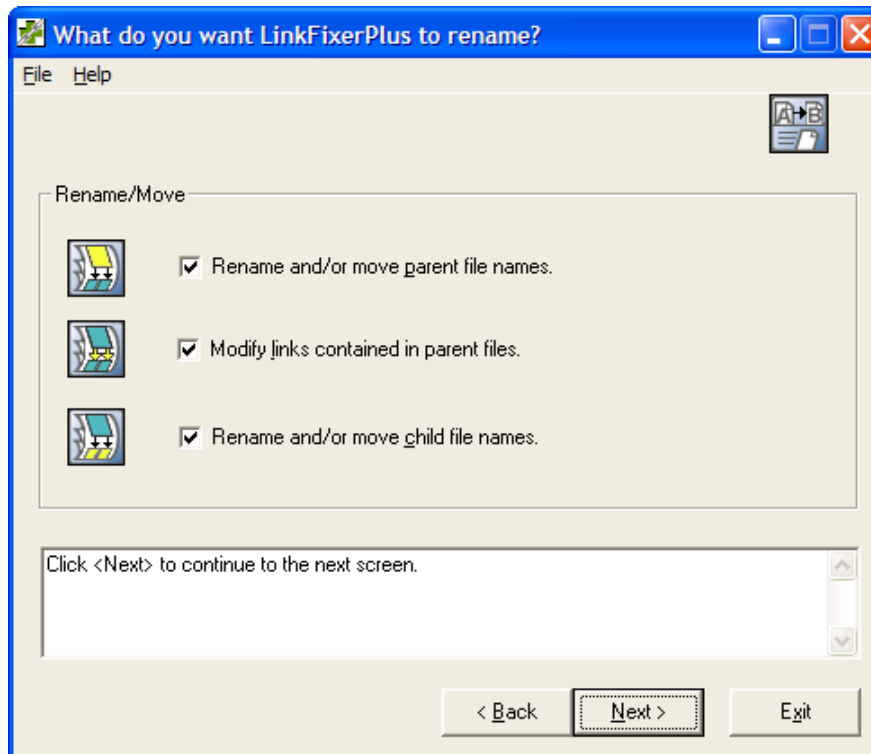 What do you want LinkFixerPlus to rename?
File Help
A B
Rename/Move
Rename and/or move parent file names.
Modify links contained in parent files.
Rename and/or move child file names.
Click <Next> to continue to the next screen.
< Back Next > Exit